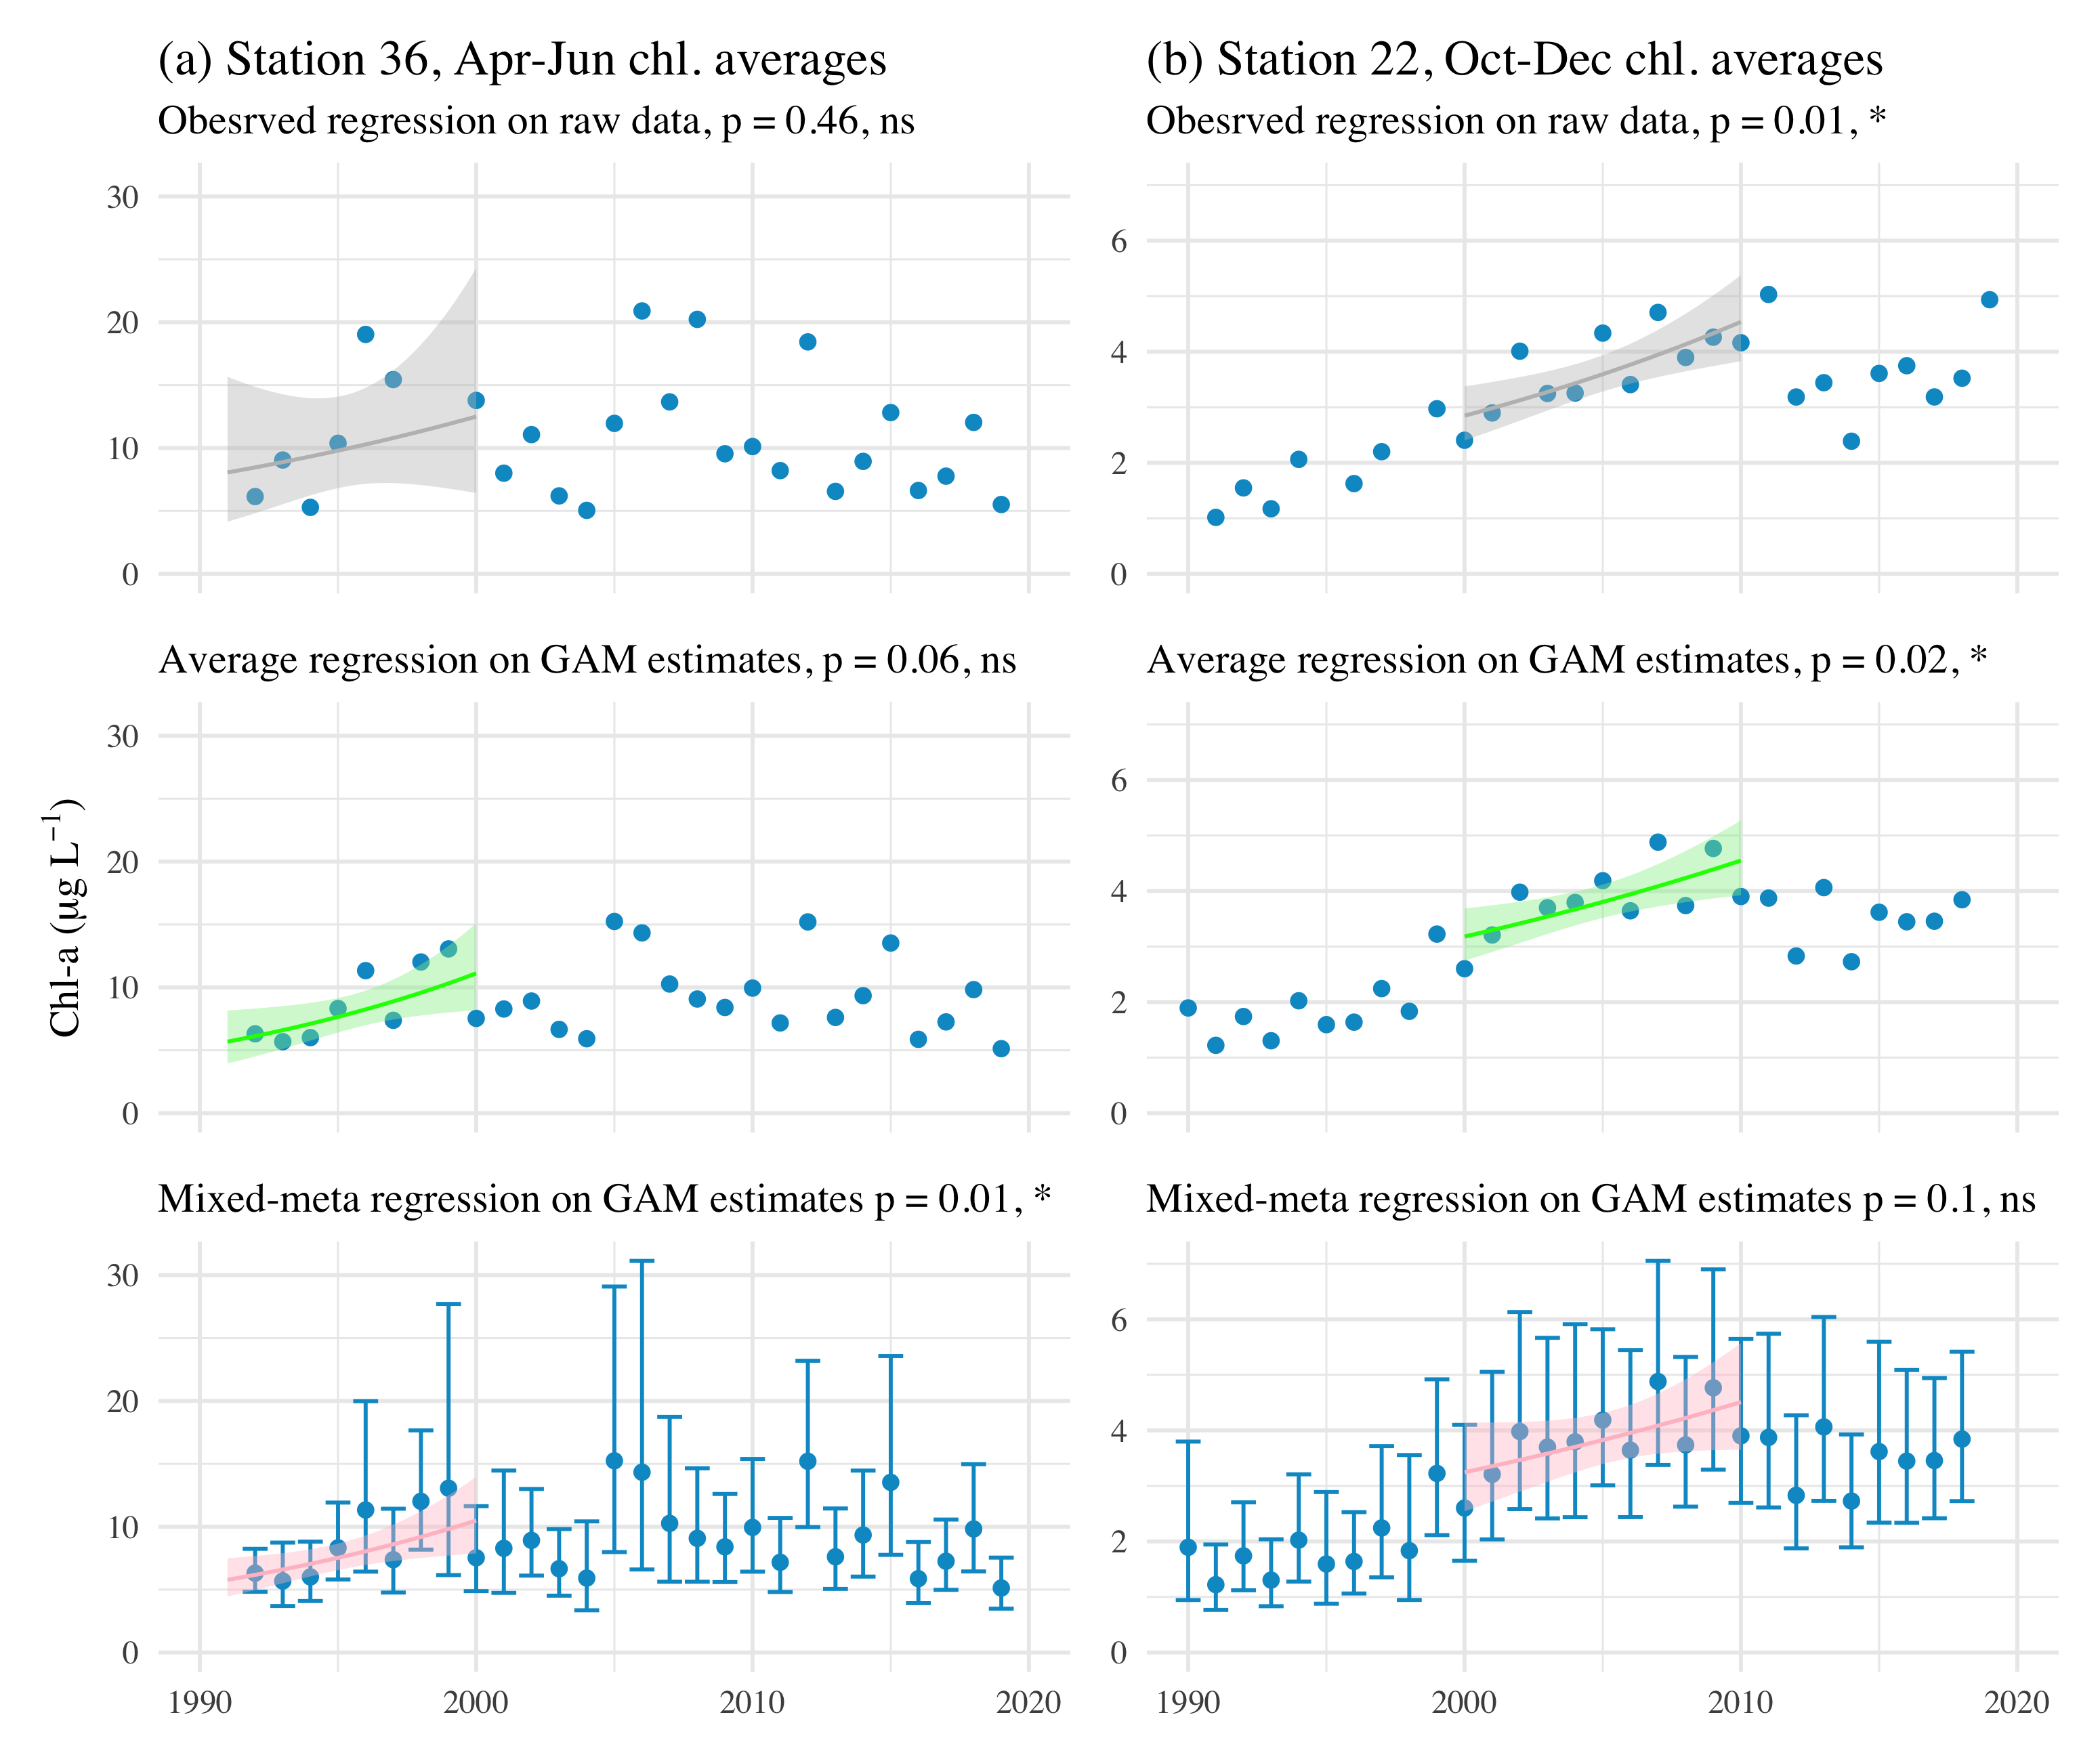 (a) Station 36, Apr-Jun chl. averages
Obesrved regression on raw data, p = 0.46, ns
30
20
10
0
Average regression on GAM estimates, p = 0.06, ns
30
20
10
0
Mixed-meta regression on GAM estimates p = 0.01, *
30
20
10
0
1990 2000 2010 2020
Chl-a (µg L⁻¹)
(b) Station 22, Oct-Dec chl. averages
Obesrved regression on raw data, p = 0.01, *
6
4
2
0
Average regression on GAM estimates, p = 0.02, *
6
4
2
0
Mixed-meta regression on GAM estimates p = 0.1, ns
6
4
2
0
1990 2000 2010 2020